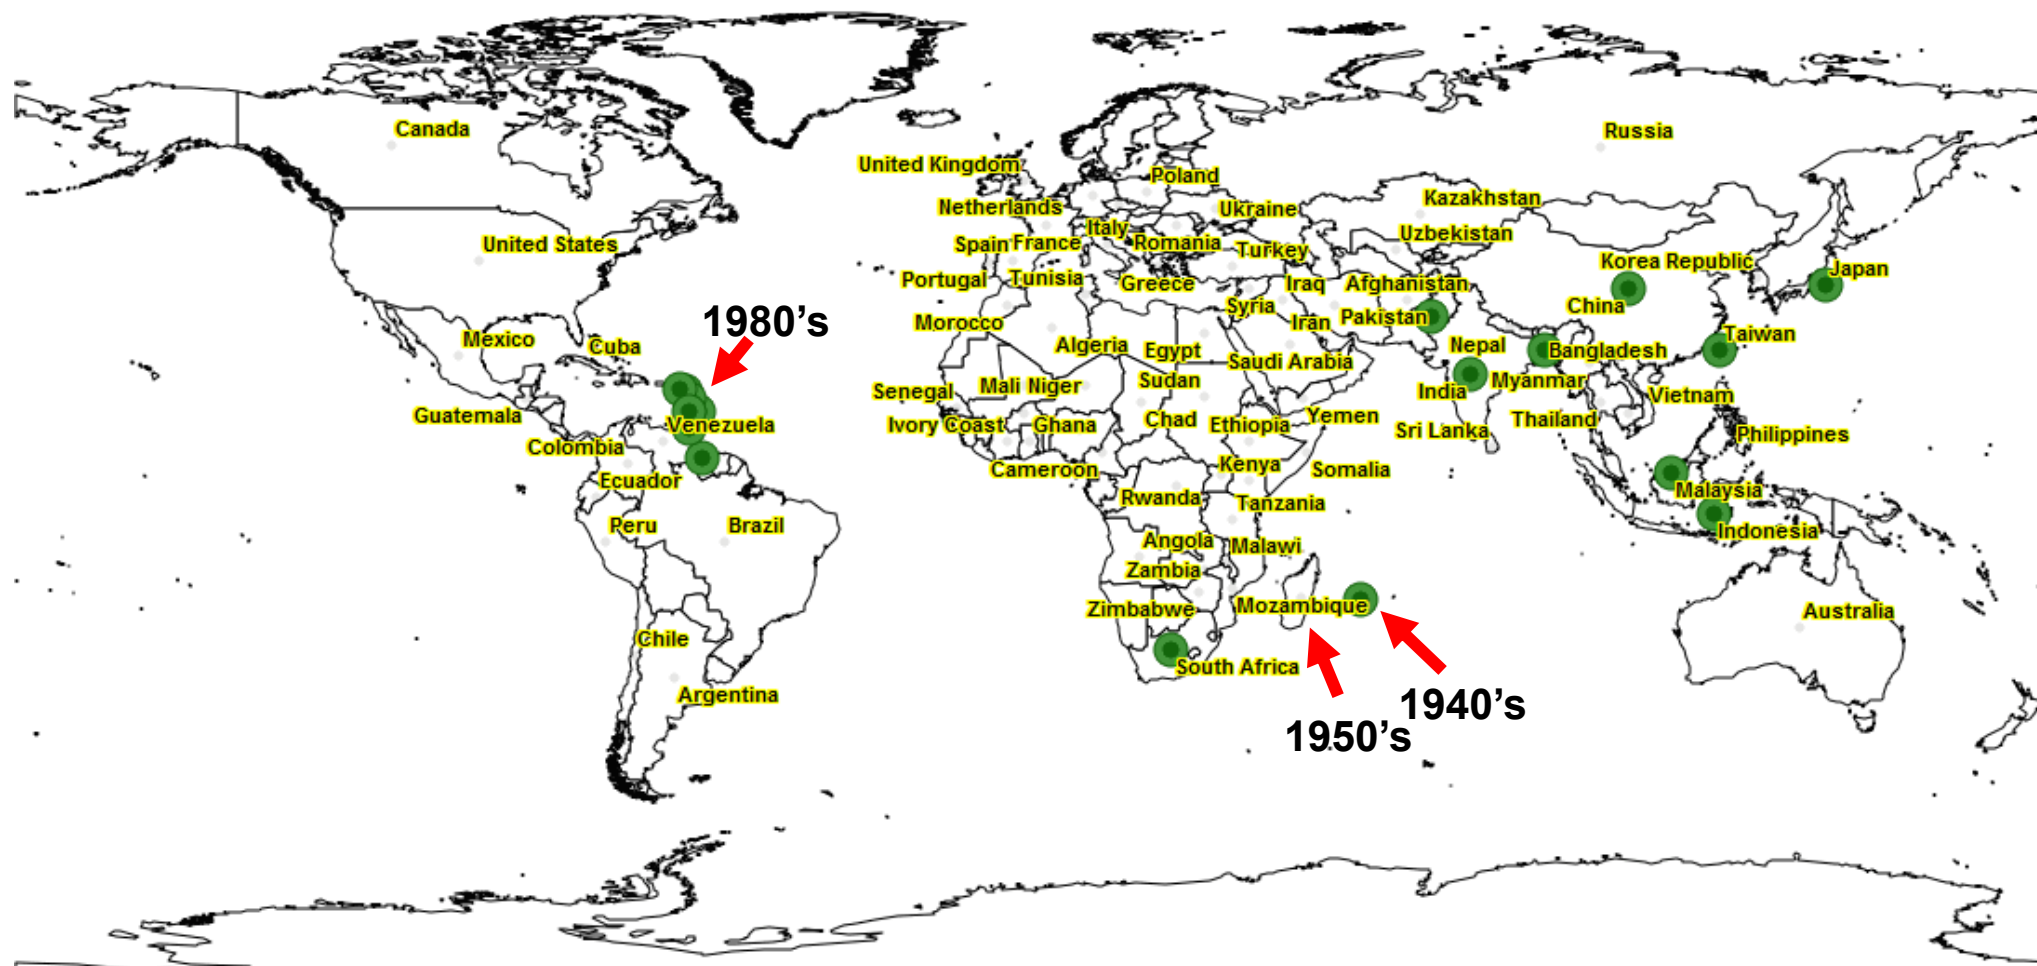 Canada
Russia
United Kingdom
Poland
Kazakhstan
Netherlands
Ukraine
Italy
Uzbekistan
United States
Spain
France
Romania
Turkey
Korea Republic
Japan
Portugal
Tunisia
Greece
Iraq
Afghanistan
Syria
China
1980's
Morocco
Iran
Pakistan
Taiwan
Mexico
Cuba
Algeria
Egypt
Saudi Arabia
Nepal
Bangladesh
Senegal
Mali
Niger
Sudan
India
Myanmar
Vietnam
Guatemala
Venezuela
Ivory Coast
Ghana
Chad
Ethiopia
Yemen
Sri Lanka
Thailand
Philippines
Colombia
Cameroon
Kenya
Somalia
Ecuador
Rwanda
Tanzania
Malaysia
Peru
Brazil
Angola
Malawi
Indonesia
Zambia
Zimbabwe
Mozambique
Australia
Chile
South Africa
Argentina
1940's
1950's